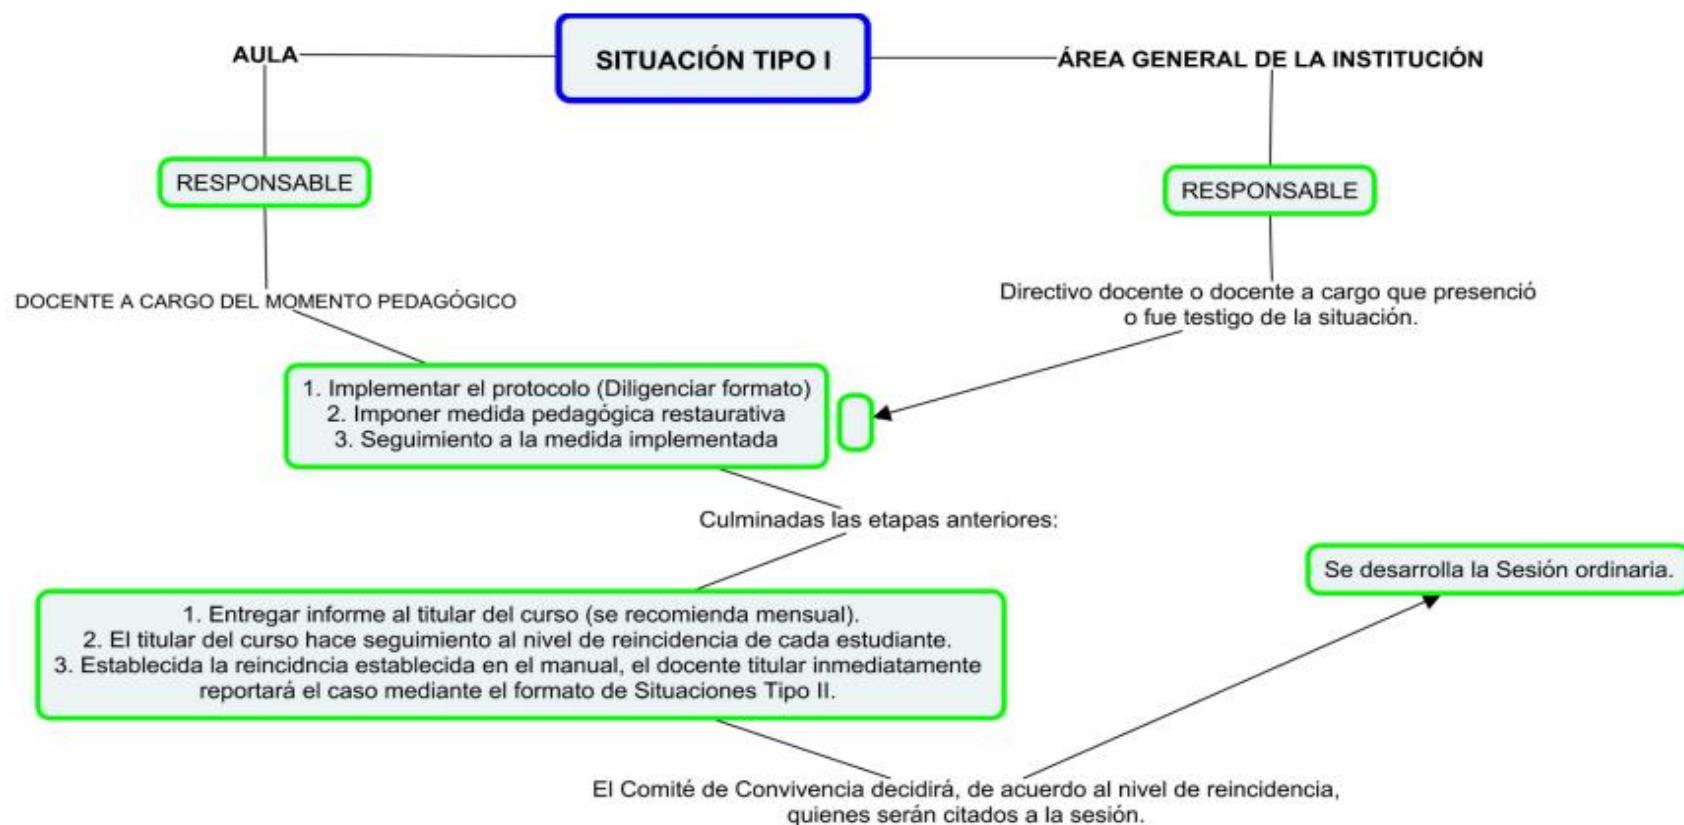 SITUACIÓN TIPO I
AULA
ÁREA GENERAL DE LA INSTITUCIÓN
RESPONSABLE
RESPONSABLE
DOCENTE A CARGO DEL MOMENTO PEDAGÓGICO
Directivo docente o docente a cargo que presenció
o fue testigo de la situación.
1. Implementar el protocolo (Diligenciar formato)
2. Imponer medida pedagógica restaurativa
3. Seguimiento a la medida implementada
Culminadas las etapas anteriores:
Se desarrolla la Sesión ordinaria.
1. Entregar informe al titular del curso (se recomienda mensual).
2. El titular del curso hace seguimiento al nivel de reincidencia de cada estudiante.
3. Establecida la reincidncia establecida en el manual, el docente titular inmediatamente
reportará el caso mediante el formato de Situaciones Tipo II.
El Comité de Convivencia decidirá, de acuerdo al nivel de reincidencia,
quienes serán citados a la sesión.